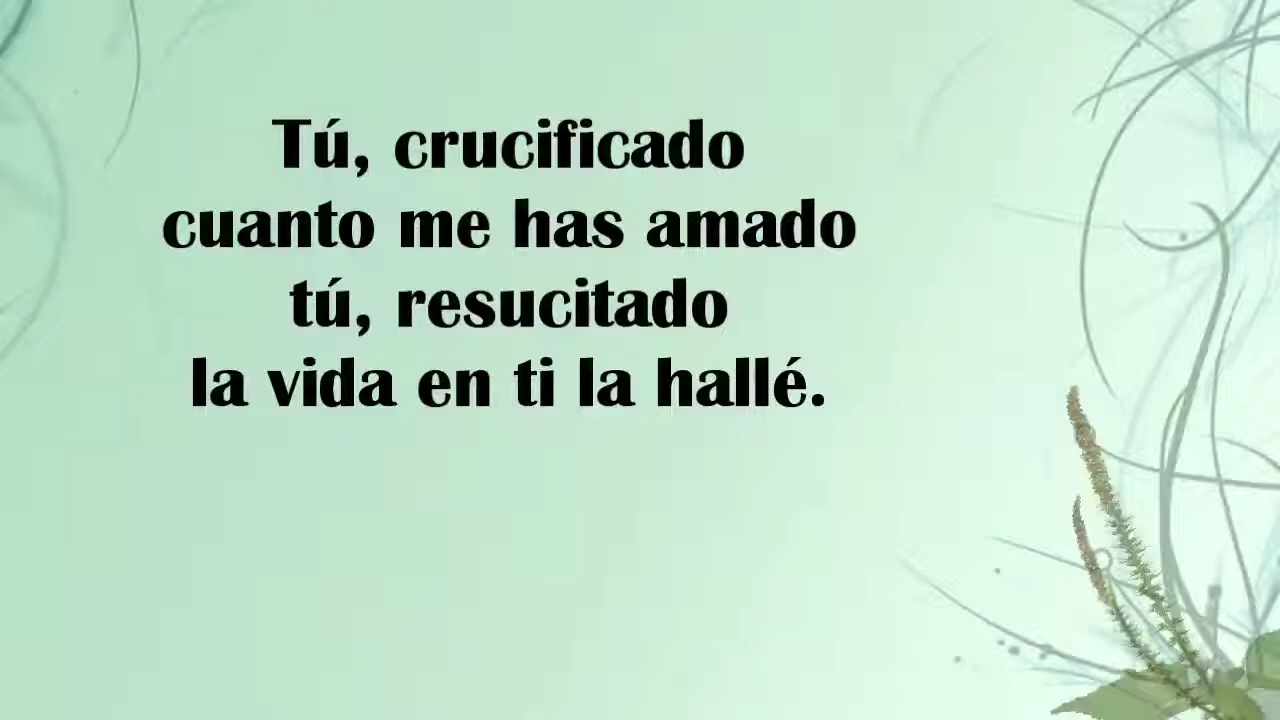 Tú, crucificado
cuanto me has amado
tú, resucitado
la vida en ti la hallé.